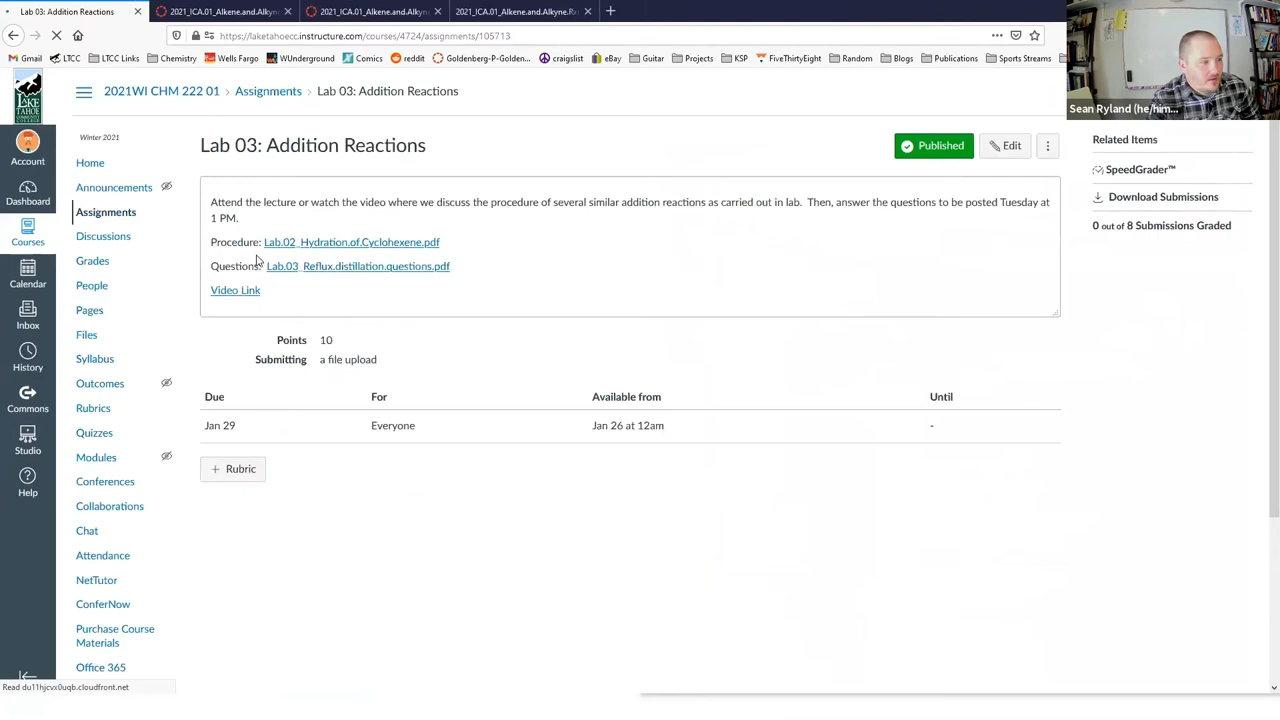 Lab 03: Addition Reactions
2021_ICA.01_Alkene.and.Alkyn
2021_ICA.01_Alkene.and.Alkyne
2021_ICA.01_Alkene.and.Alkyne.R
https://laketahoecc.instructure.com/courses/4724/assignments/105713
Gmail LTCC LTCC Links Chemistry Wells Fargo WUnderground Comics reddit Goldenberg-P-Golden... craigslist eBay Guitar Projects KSP FiveThirtyEight Random Blogs Publications Sports Streams
Sean Ryland (he/him...
LAKE TAHOE
2021WI CHM 222 01 › Assignments › Lab 03: Addition Reactions
Account
Dashboard
Courses
Calendar
Inbox
History
Commons
Studio
Help
Winter 2021
Home
Announcements
Assignments
Discussions
Grades
People
Pages
Files
Syllabus
Outcomes
Rubrics
Quizzes
Modules
Conferences
Collaborations
Chat
Attendance
NetTutor
ConferNow
Purchase Course
Materials
Office 365
Lab 03: Addition Reactions
Published
Edit
Attend the lecture or watch the video where we discuss the procedure of several similar addition reactions as carried out in lab. Then, answer the questions to be posted Tuesday at
1 PM.
Procedure: Lab.02_Hydration.of.Cyclohexene.pdf
Questions: Lab.03_Reflux.distillation.questions.pdf
Video Link
Points 10
Submitting a file upload
Due For Available from Until
Jan 29 Everyone Jan 26 at 12am -
+ Rubric
Related Items
SpeedGrader™
Download Submissions
0 out of 8 Submissions Graded
Read du11hjcvx0uqb.cloudfront.net